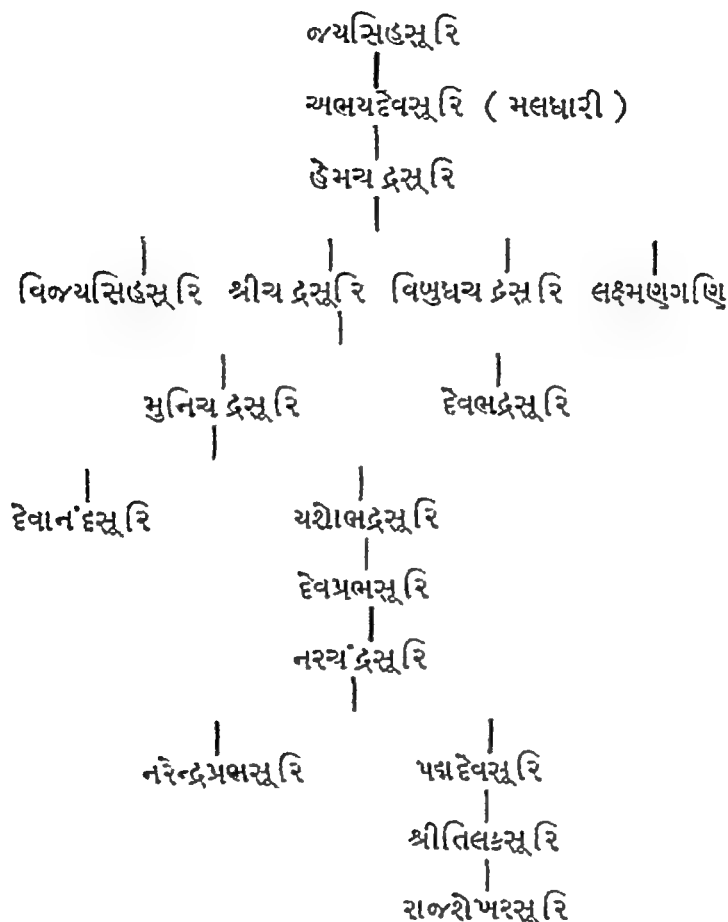 જયસિહસૂરિ
અભયદેવસૂરિ ( મલધારી )
હેમચ દ્રસૂરિ
વિજયસિહસૂરિ શ્રીચ દ્રસૂરિ વિબુધચ દ્રસૂરિ લક્ષ્મણગણિ
મુનિચ દ્રસૂરિ દેવભદ્રસૂરિ
દેવાનંદસૂરિ યશોભદ્રસૂરિ
દેવપ્રભસૂરિ
નરચંદ્રસૂરિ
નરેન્દ્રપ્રભસૂરિ પદ્મદેવસૂરિ
શ્રીતિલકસૂરિ
રાજશેખરસૂરિ